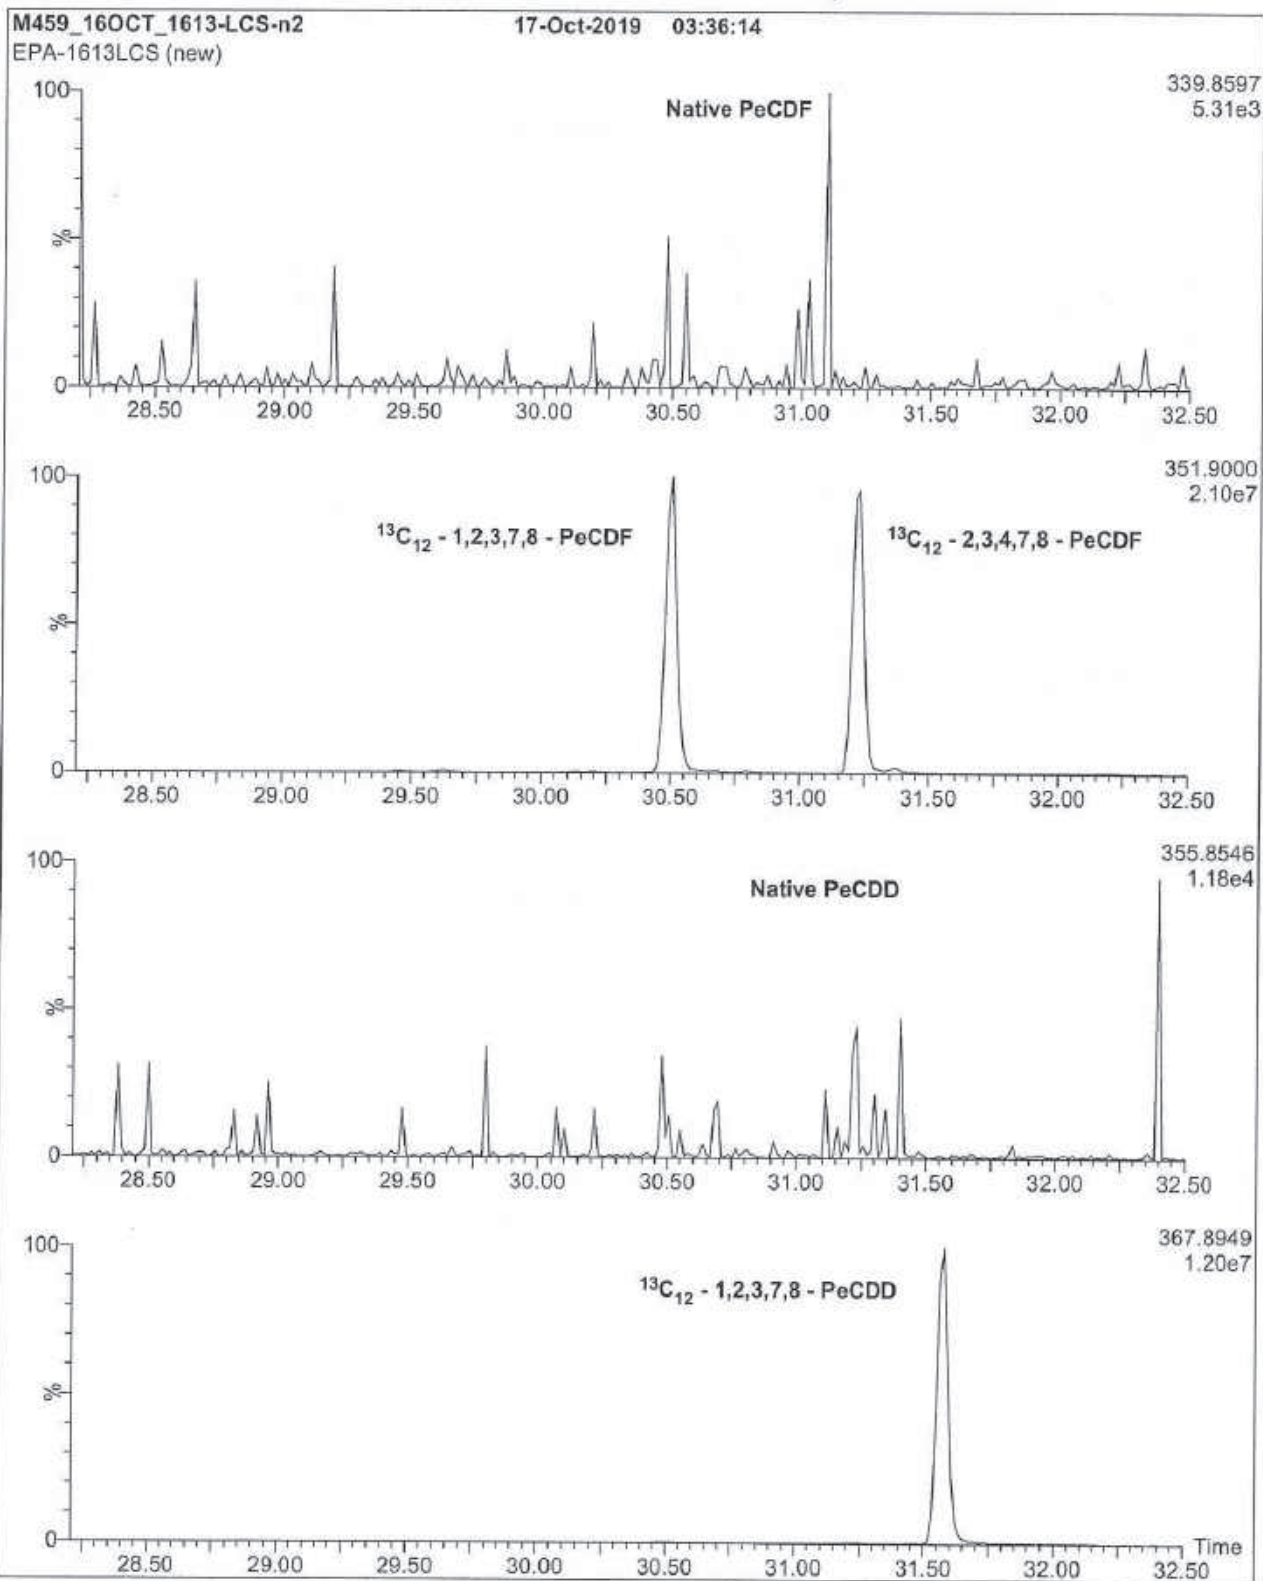 M459_16OCT_1613-LCS-n2 17-Oct-2019 03:36:14
EPA-1613LCS (new)
339.8597
5.31e3
100
Native PeCDF
%
0
28.50 29.00 29.50 30.00 30.50 31.00 31.50 32.00 32.50
351.9000
2.10e7
100
¹³C₁₂ - 1,2,3,7,8 - PeCDF ¹³C₁₂ - 2,3,4,7,8 - PeCDF
%
0
28.50 29.00 29.50 30.00 30.50 31.00 31.50 32.00 32.50
355.8546
1.18e4
100
Native PeCDD
%
0
28.50 29.00 29.50 30.00 30.50 31.00 31.50 32.00 32.50
367.8949
1.20e7
100
¹³C₁₂ - 1,2,3,7,8 - PeCDD
%
0
Time
28.50 29.00 29.50 30.00 30.50 31.00 31.50 32.00 32.50